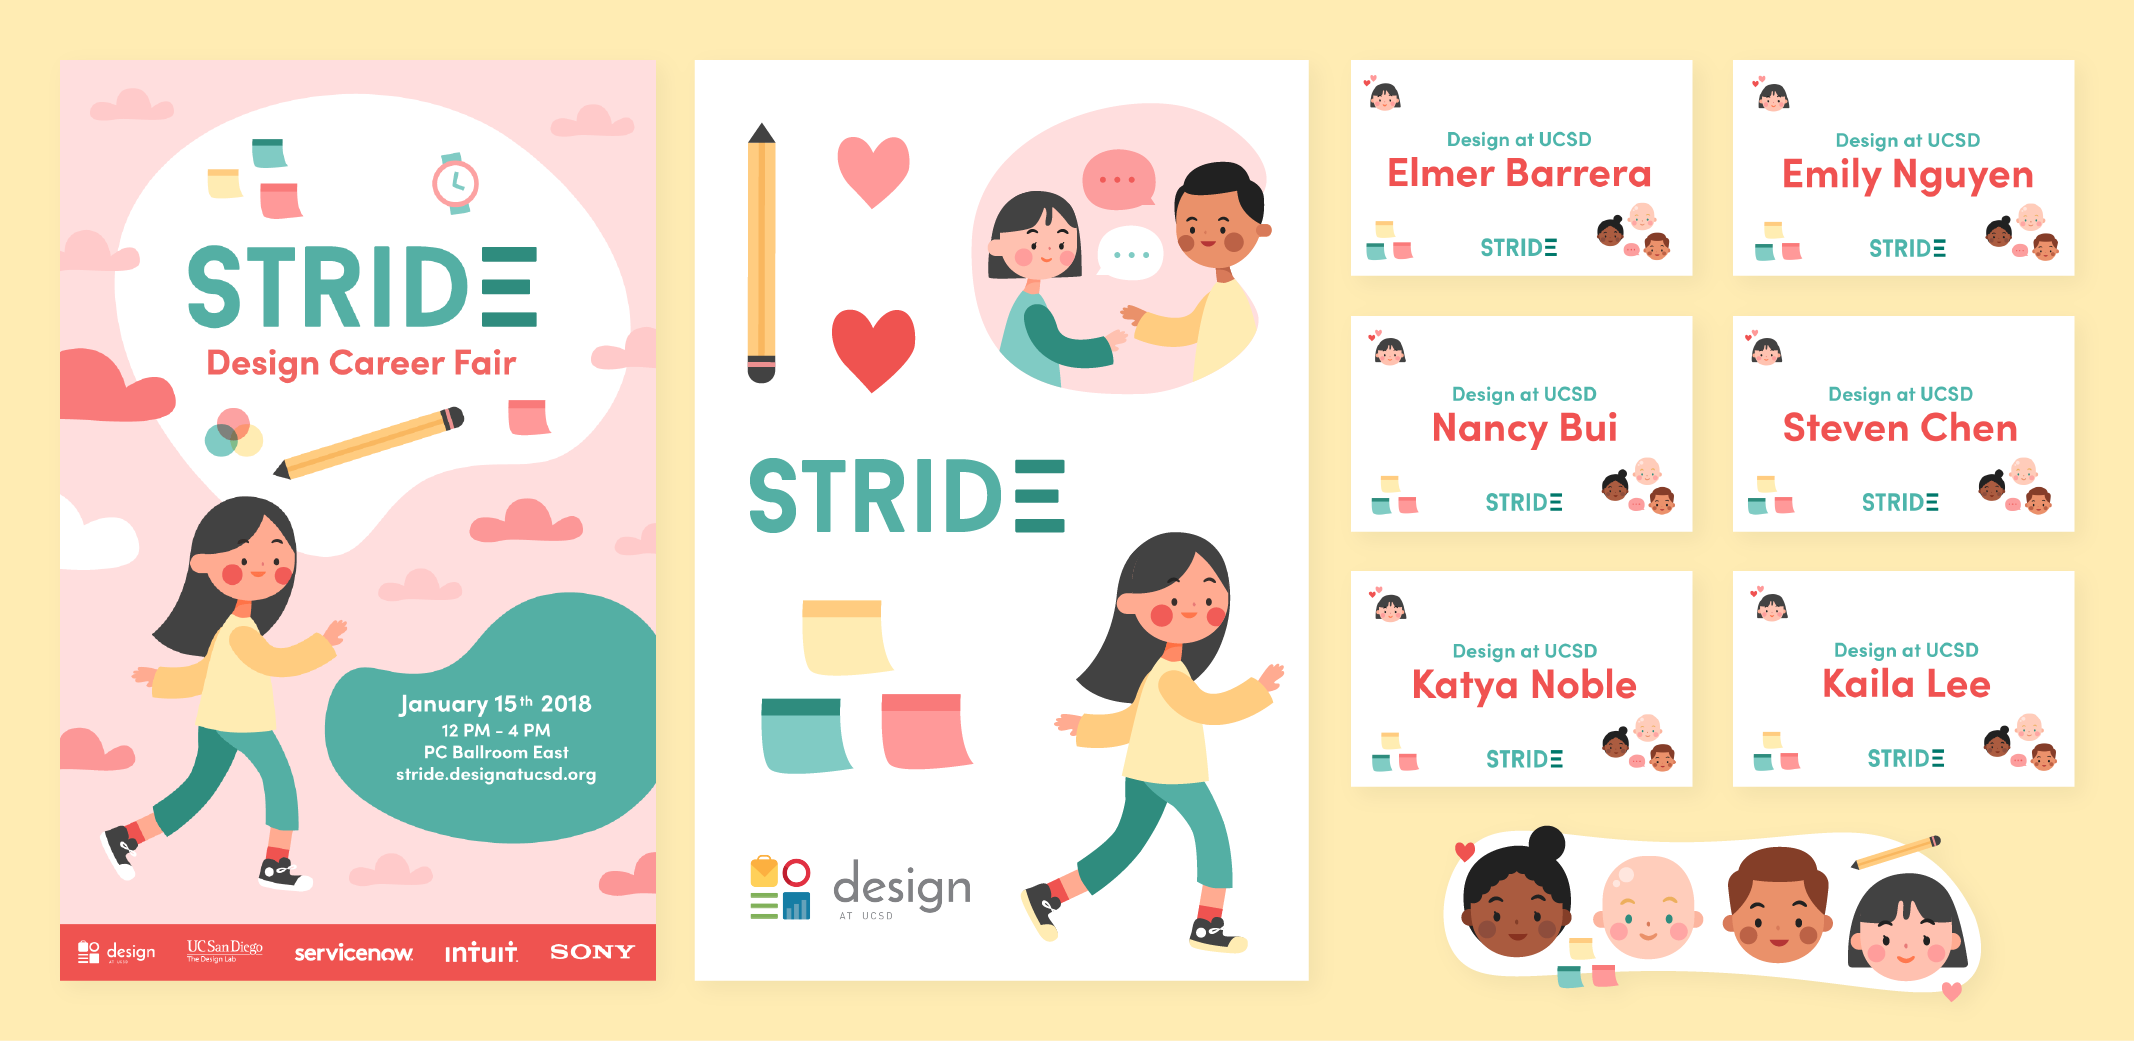 STRIDE
Design Career Fair
January 15th 2018
12 PM - 4 PM
PC Ballroom East
stride.designatucsd.org
design
AT UCSD
UC San Diego
The Design Lab
servicenow.
intuit.
SONY
STRIDE
design
AT UCSD
Design at UCSD
Elmer Barrera
STRIDE
Design at UCSD
Emily Nguyen
STRIDE
Design at UCSD
Nancy Bui
STRIDE
Design at UCSD
Steven Chen
STRIDE
Design at UCSD
Katya Noble
STRIDE
Design at UCSD
Kaila Lee
STRIDE